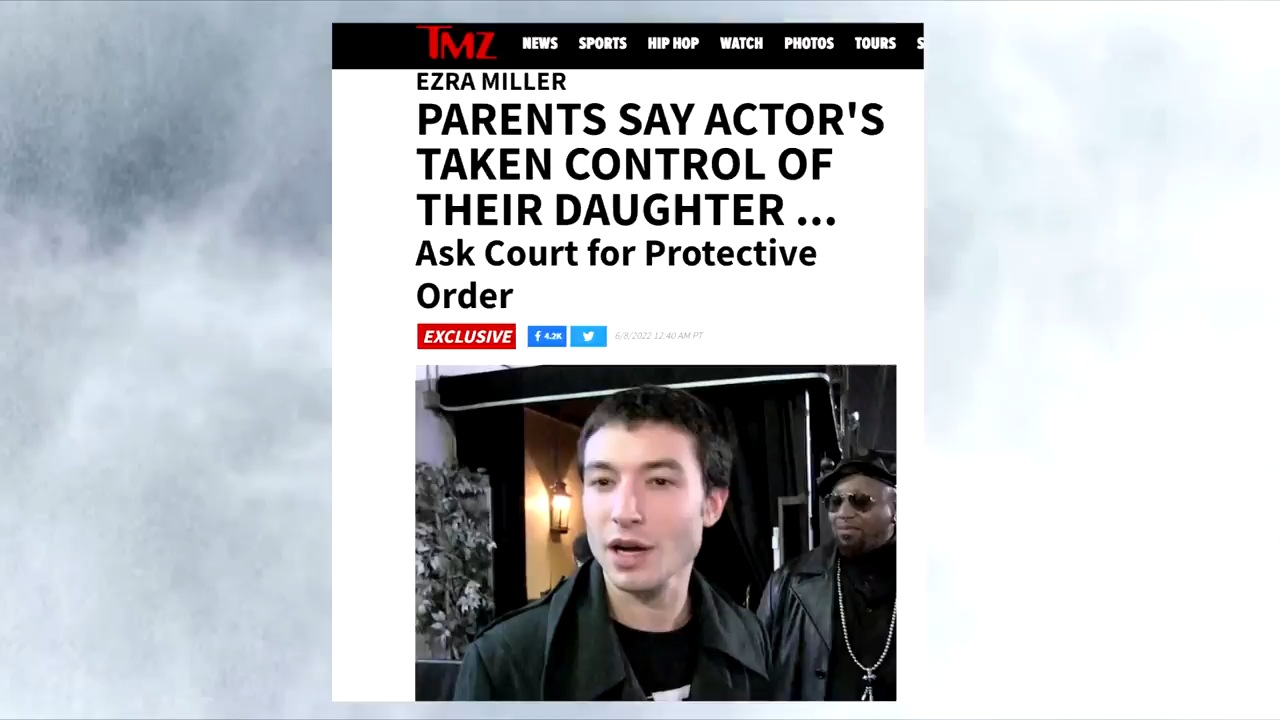 TMZ NEWS SPORTS HIP HOP WATCH PHOTOS TOURS S
EZRA MILLER
PARENTS SAY ACTOR'S
TAKEN CONTROL OF
THEIR DAUGHTER ...
Ask Court for Protective
Order
EXCLUSIVE f 4.2K 6/8/2022 12:40 AM PT